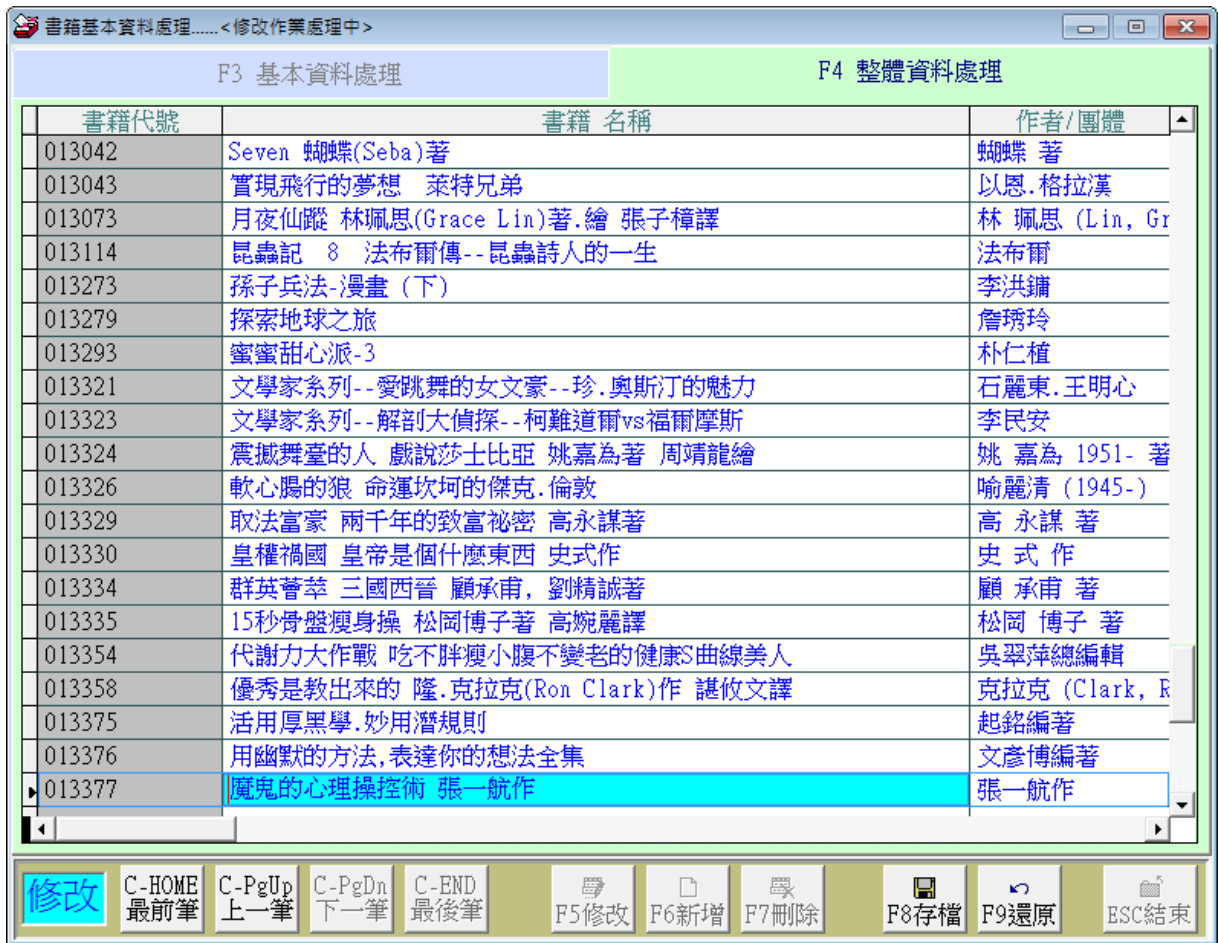 書籍基本資料處理......<修改作業處理中>
F3 基本資料處理 F4 整體資料處理
書籍代號 書籍 名稱 作者/團體
013042 Seven 蝴蝶(Seba)著 蝴蝶 著
013043 實現飛行的夢想 萊特兄弟 以恩.格拉漢
013073 月夜仙蹤 林珮思(Grace Lin)著.繪 張子樟譯 林 珮思 (Lin, Gr
013114 昆蟲記 8 法布爾傳--昆蟲詩人的一生 法布爾
013273 孫子兵法-漫畫 (下) 李洪鏞
013279 探索地球之旅 詹琇玲
013293 蜜蜜甜心派-3 朴仁植
013321 文學家系列--愛跳舞的女文豪--珍.奧斯汀的魅力 石麗東.王明心
013323 文學家系列--解剖大偵探--柯難道爾vs福爾摩斯 李民安
013324 震撼舞臺的人 戲說莎士比亞 姚嘉為著 周靖龍繪 姚 嘉為 1951- 著
013326 軟心腸的狼 命運坎坷的傑克.倫敦 喻麗清 (1945-)
013329 取法富豪 兩千年的致富祕密 高永謀著 高 永謀 著
013330 皇權禍國 皇帝是個什麼東西 史式作 史 式 作
013334 群英薈萃 三國西晉 顧承甫, 劉精誠著 顧 承甫 著
013335 15秒骨盤瘦身操 松岡博子著 高婉麗譯 松岡 博子 著
013354 代謝力大作戰 吃不胖瘦小腹不變老的健康S曲線美人 吳翠萍總編輯
013358 優秀是教出來的 隆.克拉克(Ron Clark)作 諶攸文譯 克拉克 (Clark, R
013375 活用厚黑學.妙用潛規則 起銘編著
013376 用幽默的方法,表達你的想法全集 文彥博編著
013377 魔鬼的心理操控術 張一航作 張一航作
修改 C-HOME C-PgUp C-PgDn C-END
最前筆 上一筆 下一筆 最後筆 F5修改 F6新增 F7刪除 F8存檔 F9還原 ESC結束